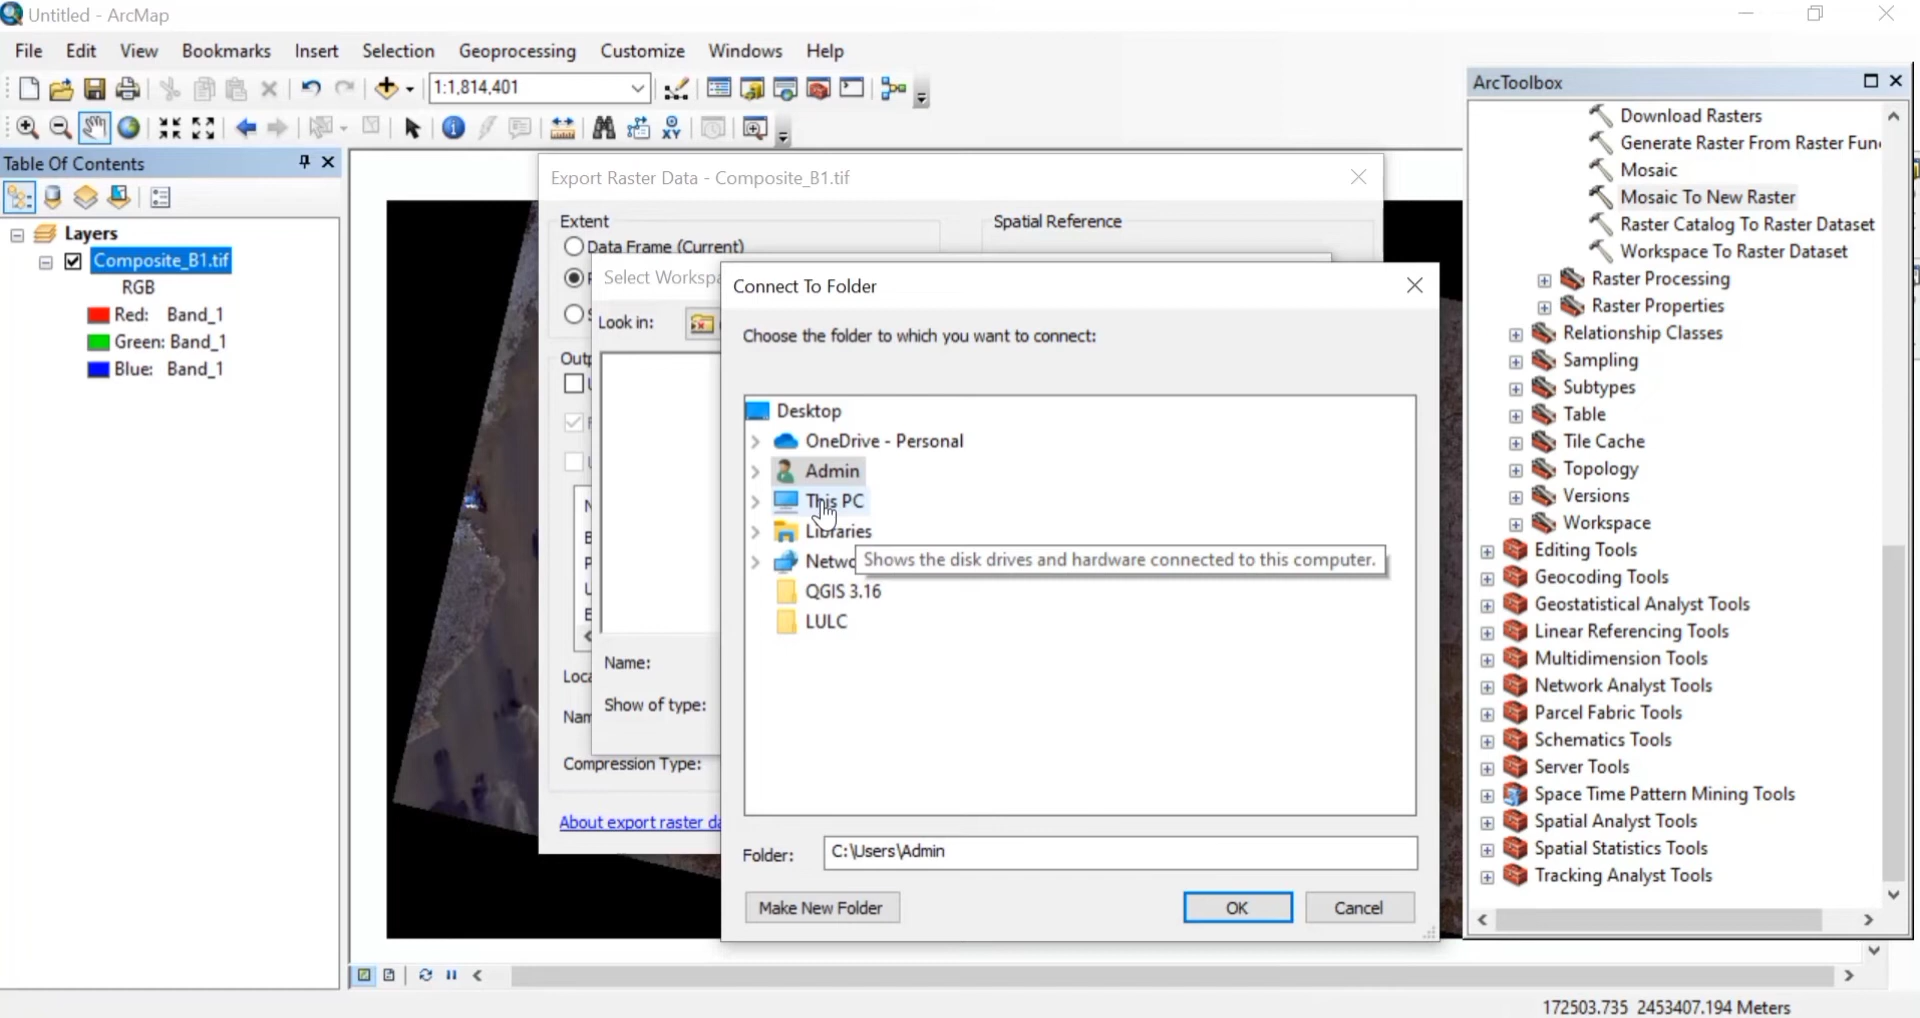 Untitled - ArcMap
File Edit View Bookmarks Insert Selection Geoprocessing Customize Windows Help
1:1,814,401
Table Of Contents
Layers
Composite_B1.tif
RGB
Red: Band_1
Green: Band_1
Blue: Band_1
Export Raster Data - Composite_B1.tif
Extent
Spatial Reference
Data Frame (Current)
Select Workspa
Look in:
Outp
Name:
Loca
Show of type:
Nam
Compression Type:
About export raster da
Connect To Folder
Choose the folder to which you want to connect:
Desktop
OneDrive - Personal
Admin
This PC
Libraries
Netwo
Shows the disk drives and hardware connected to this computer.
QGIS 3.16
LULC
Folder: C:\Users\Admin
Make New Folder OK Cancel
ArcToolbox
Download Rasters
Generate Raster From Raster Fun
Mosaic
Mosaic To New Raster
Raster Catalog To Raster Dataset
Workspace To Raster Dataset
Raster Processing
Raster Properties
Relationship Classes
Sampling
Subtypes
Table
Tile Cache
Topology
Versions
Workspace
Editing Tools
Geocoding Tools
Geostatistical Analyst Tools
Linear Referencing Tools
Multidimension Tools
Network Analyst Tools
Parcel Fabric Tools
Schematics Tools
Server Tools
Space Time Pattern Mining Tools
Spatial Analyst Tools
Spatial Statistics Tools
Tracking Analyst Tools
172503.735 2453407.194 Meters